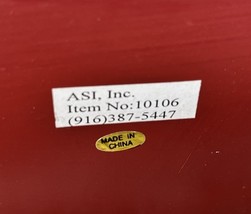 ASI, Inc.
Item No:10106
(916)387-5447
MADE IN
CHINA